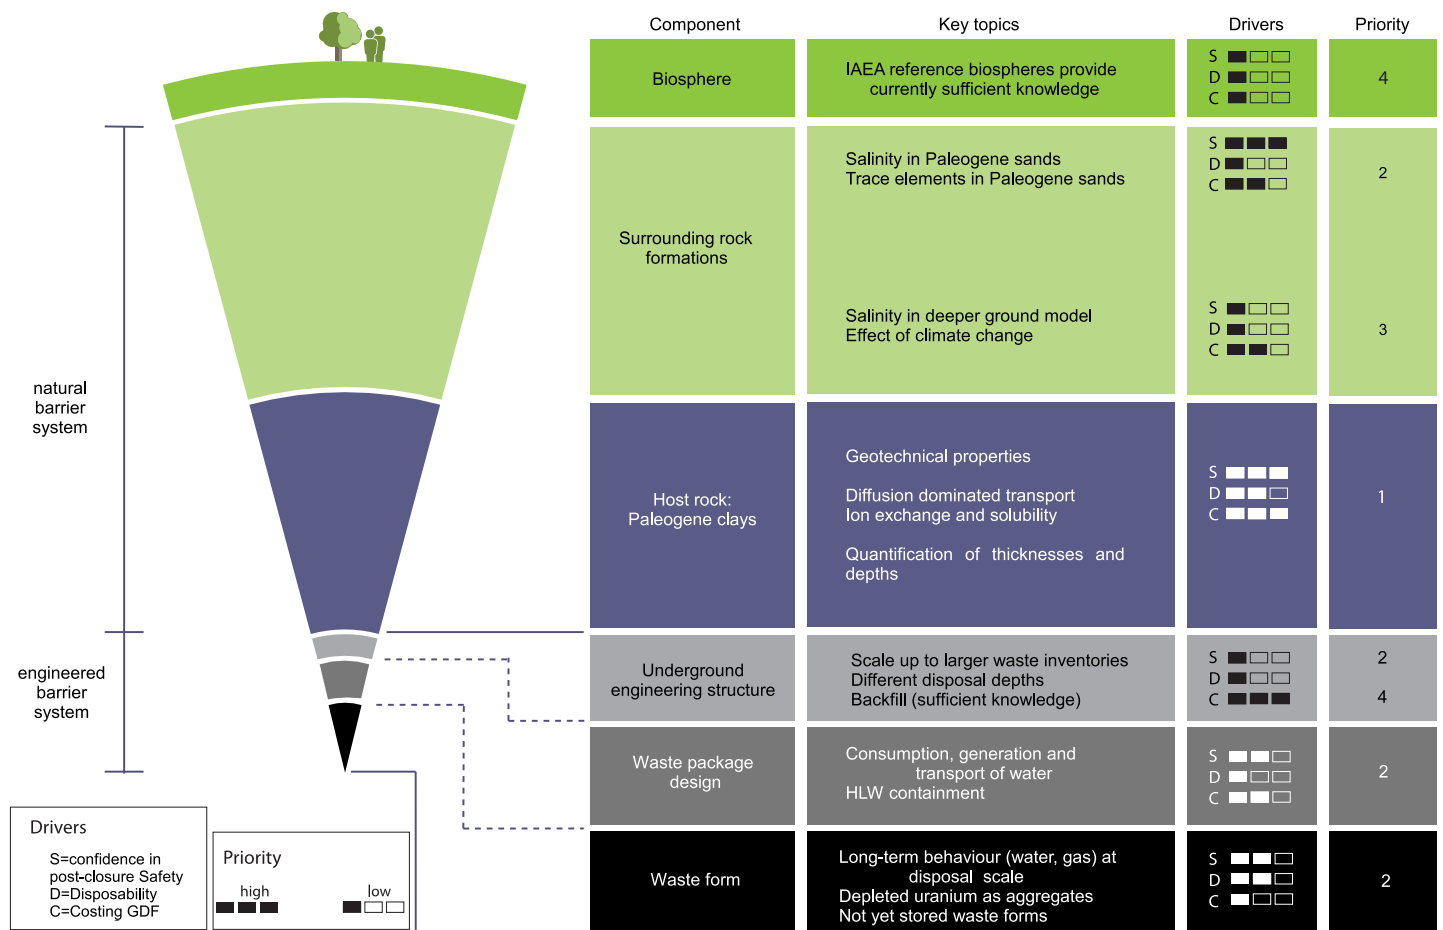 Component
Key topics
Drivers
Priority
Biosphere
IAEA reference biospheres provide
currently sufficient knowledge
S
D
C
4
Surrounding rock
formations
Salinity in Paleogene sands
Trace elements in Paleogene sands
S
D
C
2
Salinity in deeper ground model
Effect of climate change
S
D
C
3
natural
barrier
system
Host rock:
Paleogene clays
Geotechnical properties
Diffusion dominated transport
Ion exchange and solubility
Quantification of thicknesses and
depths
S
D
C
1
engineered
barrier
system
Underground
engineering structure
Scale up to larger waste inventories
Different disposal depths
Backfill (sufficient knowledge)
S
D
C
2
4
Waste package
design
Consumption, generation and
transport of water
HLW containment
S
D
C
2
Waste form
Long-term behaviour (water, gas) at
disposal scale
Depleted uranium as aggregates
Not yet stored waste forms
S
D
C
2
Drivers
S=confidence in
post-closure Safety
D=Disposability
C=Costing GDF
Priority
high
low